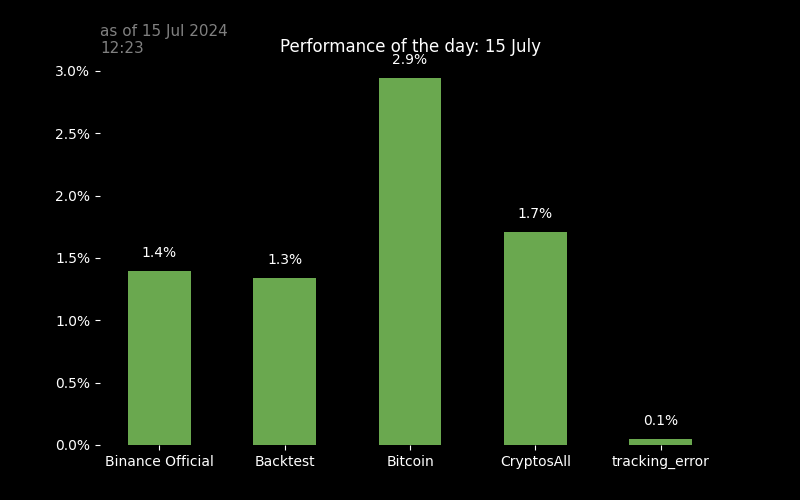 as of 15 Jul 2024
12:23
Performance of the day: 15 July
3.0%
2.5%
2.0%
1.5%
1.0%
0.5%
0.0%
1.4%
1.3%
2.9%
1.7%
0.1%
Binance Official
Backtest
Bitcoin
CryptosAll
tracking_error